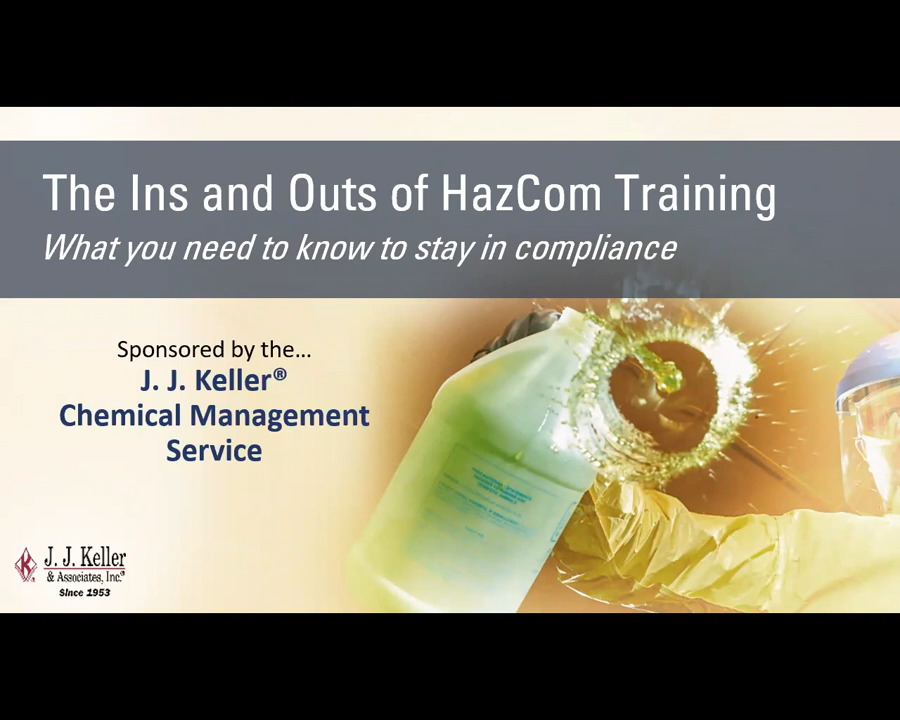 The Ins and Outs of HazCom Training
What you need to know to stay in compliance
Sponsored by the...
J. J. Keller®
Chemical Management
Service
J. J. Keller
& Associates, Inc.®
Since 1953